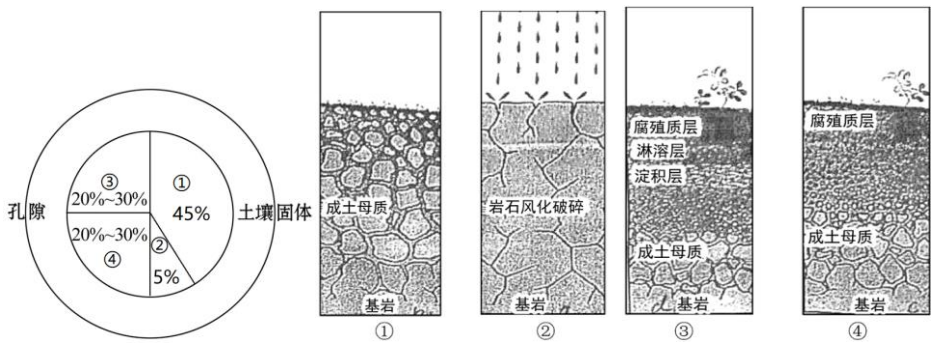 孔隙
土壤固体
③
20%~30%
①
45%
20%~30%
④
②
5%
成土母质
基岩
①
岩石风化破碎
基岩
②
腐殖质层
淋溶层
淀积层
成土母质
基岩
③
腐殖质层
成土母质
基岩
④